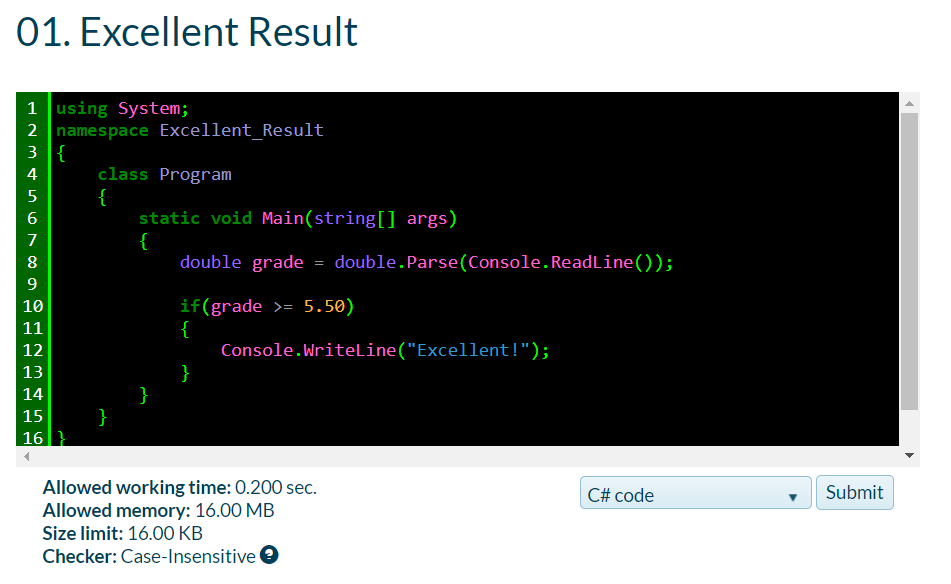 01. Excellent Result
1 using System;
2 namespace Excellent_Result
3 {
4     class Program
5     {
6         static void Main(string[] args)
7         {
8             double grade = double.Parse(Console.ReadLine());
9
10             if(grade >= 5.50)
11             {
12                 Console.WriteLine("Excellent!");
13             }
14         }
15     }
16 }
Allowed working time: 0.200 sec.
Allowed memory: 16.00 MB
Size limit: 16.00 KB
Checker: Case-Insensitive ?
C# code
Submit